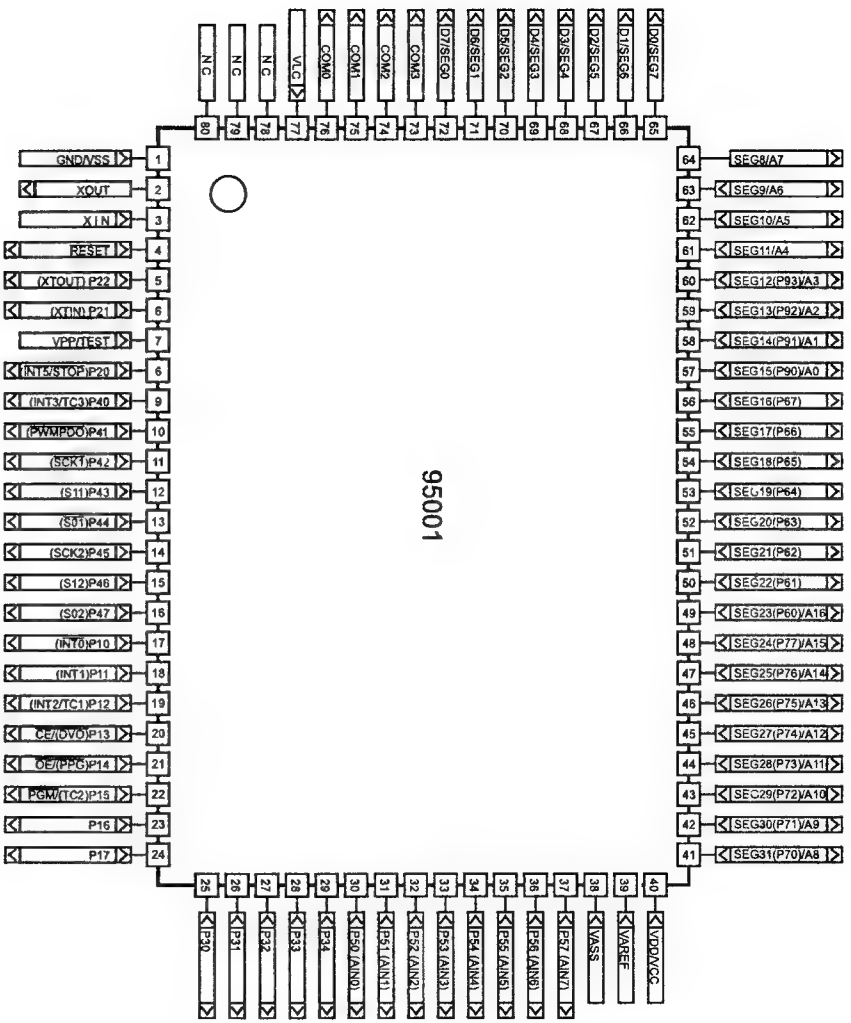 N C
N C
N C
VLC
COM0
COM1
COM2
COM3
D7/SEG0
D6/SEG1
D5/SEG2
D4/SEG3
D3/SEG4
D2/SEG5
D1/SEG6
D0/SEG7
80 79 78 77 76 75 74 73 72 71 70 69 68 67 66 65
GND/VSS 1
XOUT 2
X I N 3
RESET 4
(XTOUT) P22 5
(XTIN) P21 6
VPP/TEST 7
(INT5/STOP)P20 6
(INT3/TC3)P40 9
(PWMPDO)P41 10
(SCK1)P42 11
(S11)P43 12
(S01)P44 13
(SCK2)P45 14
(S12)P46 15
(S02)P47 16
(INT0)P10 17
(INT1)P11 18
(INT2/TC1)P12 19
CE/(DVO)P13 20
OE/(PPG)P14 21
PGM/(TC2)P15 22
P16 23
P17 24
95001
64 SEG8/A7
63 SEG9/A6
62 SEG10/A5
61 SEG11/A4
60 SEG12(P93)/A3
59 SEG13(P92)/A2
58 SEG14(P91)/A1
57 SEG15(P90)/A0
56 SEG16(P67)
55 SEG17(P66)
54 SEG18(P65)
53 SEG19(P64)
52 SEG20(P63)
51 SEG21(P62)
50 SEG22(P61)
49 SEG23(P60)/A16
48 SEG24(P77)/A15
47 SEG25(P76)/A14
46 SEG26(P75)/A13
45 SEG27(P74)/A12
44 SEG28(P73)/A11
43 SEG29(P72)/A10
42 SEG30(P71)/A9
41 SEG31(P70)/A8
25 26 27 28 29 30 31 32 33 34 35 36 37 38 39 40
P30
P31
P32
P33
P34
P50 (AIN0)
P51 (AIN1)
P52 (AIN2)
P53 (AIN3)
P54 (AIN4)
P55 (AIN5)
P56 (AIN6)
P57 (AIN7)
VASS
VAREF
VDD/VCC